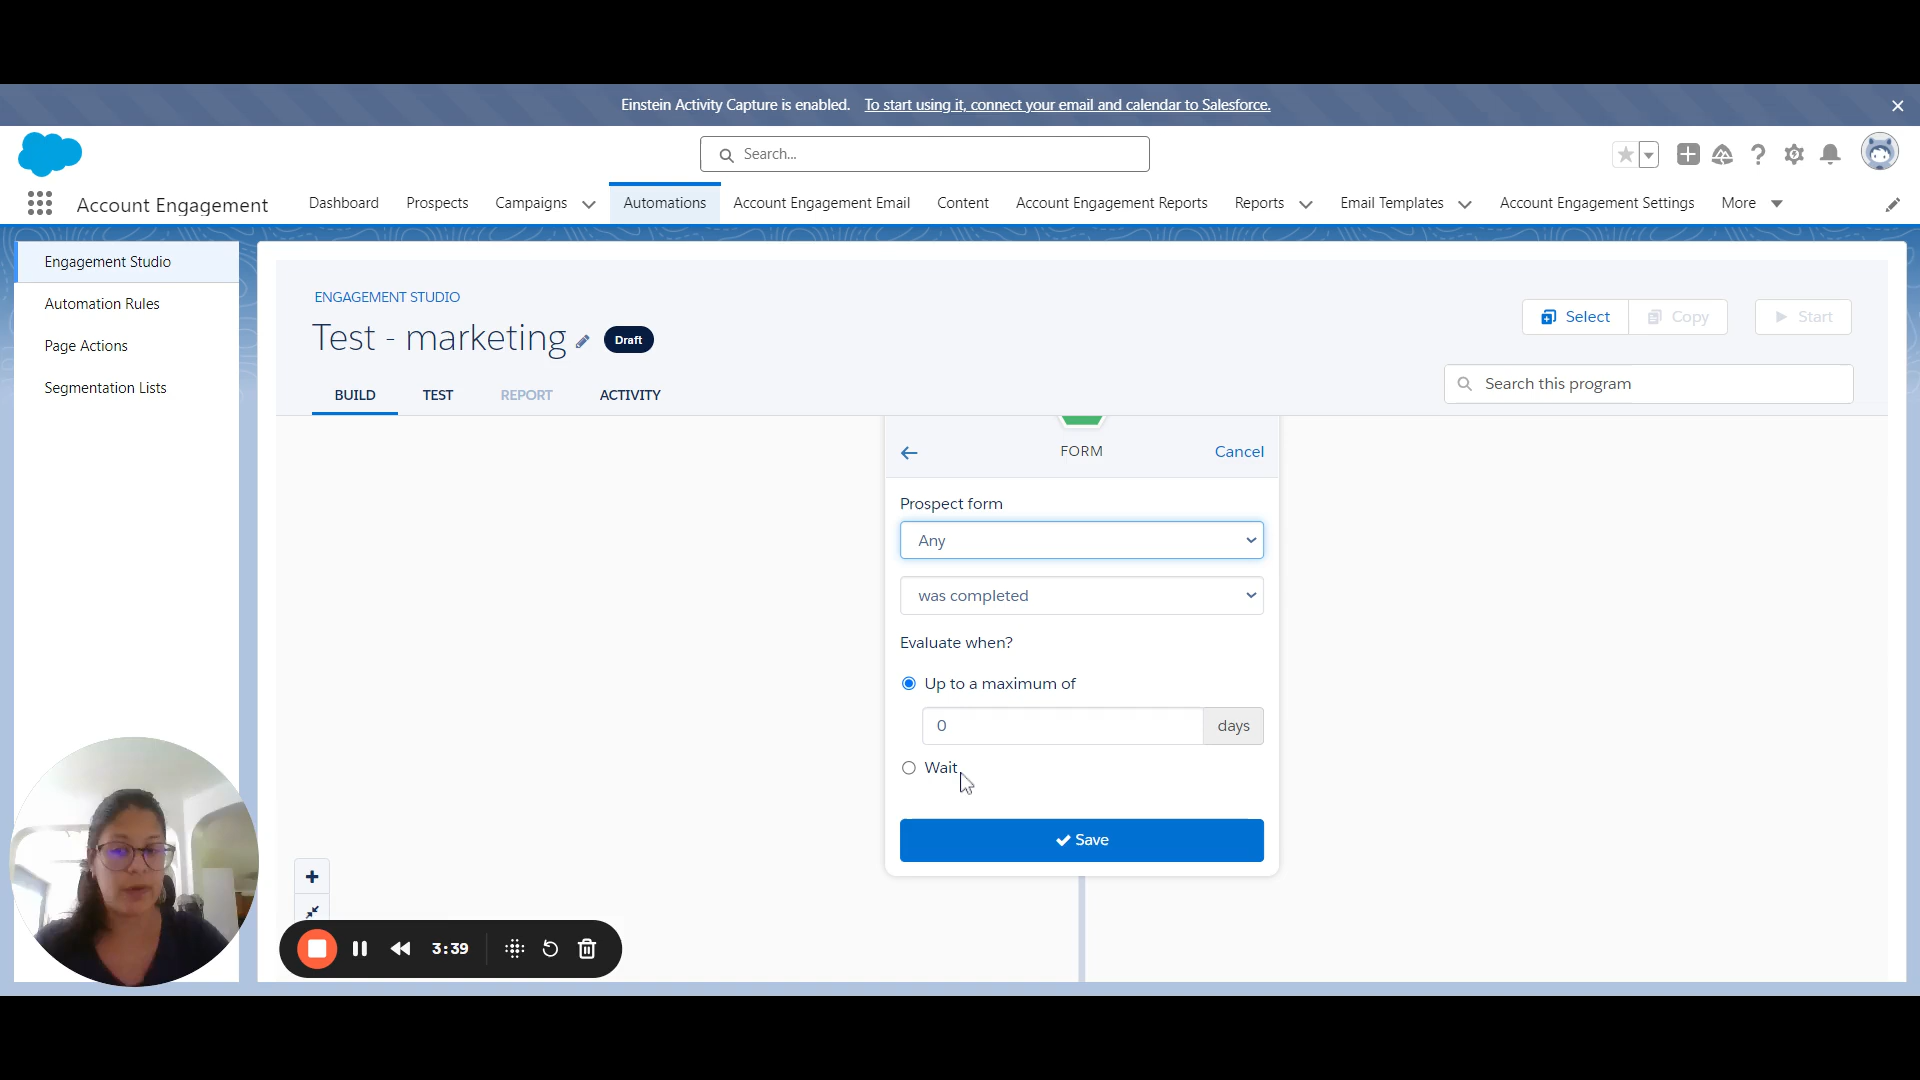 Einstein Activity Capture is enabled. To start using it, connect your email and calendar to Salesforce.
Search...
Account Engagement
Dashboard
Prospects
Campaigns
Automations
Account Engagement Email
Content
Account Engagement Reports
Reports
Email Templates
Account Engagement Settings
More
Engagement Studio
Automation Rules
Page Actions
Segmentation Lists
ENGAGEMENT STUDIO
Test - marketing
Draft
Select
Copy
Start
BUILD
TEST
REPORT
ACTIVITY
Search this program
FORM
Cancel
Prospect form
Any
was completed
Evaluate when?
Up to a maximum of
0
days
Wait
Save
3:39